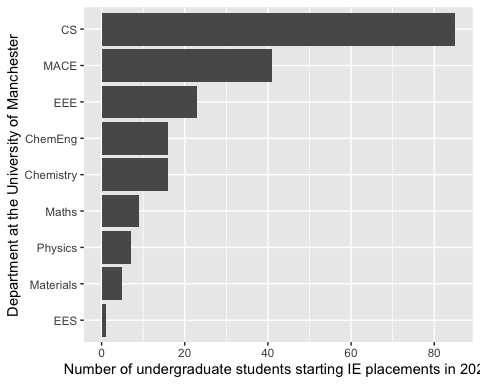 Department at the University of Manchester
CS
MACE
EEE
ChemEng
Chemistry
Maths
Physics
Materials
EES
0 20 40 60 80
Number of undergraduate students starting IE placements in 202